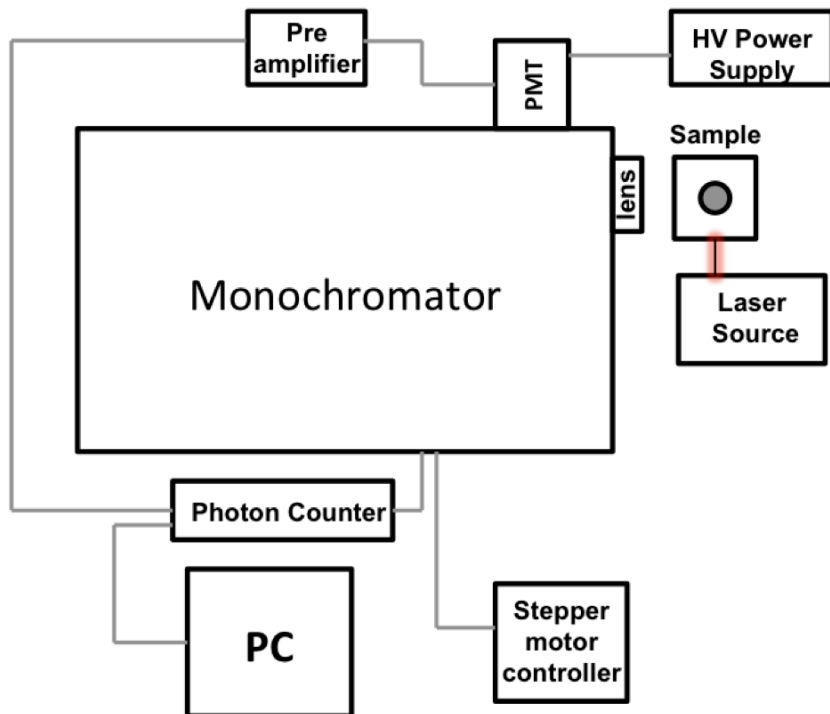 Pre
amplifier
PMT
HV Power
Supply
Sample
lens
Monochromator
Laser
Source
Photon Counter
PC
Stepper
motor
controller